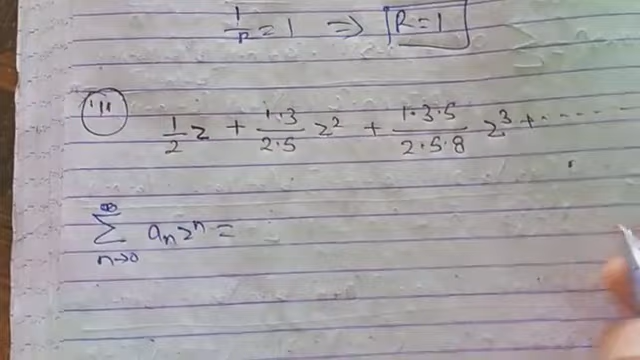 1/R = 1 ⇒ R = 1
iii 1/2 z + 1·3/2·5 z² + 1·3·5/2·5·8 z³ + ......
∞ ∑ n→0 aₙzⁿ =